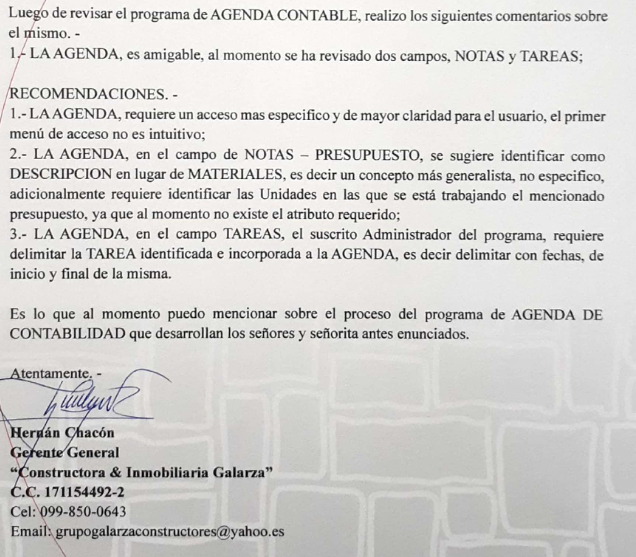 Luego de revisar el programa de AGENDA CONTABLE, realizo los siguientes comentarios sobre
el mismo. -
1.- LA AGENDA, es amigable, al momento se ha revisado dos campos, NOTAS y TAREAS;
RECOMENDACIONES. -
1.- LA AGENDA, requiere un acceso mas especifico y de mayor claridad para el usuario, el primer
menú de acceso no es intuitivo;
2.- LA AGENDA, en el campo de NOTAS – PRESUPUESTO, se sugiere identificar como
DESCRIPCION en lugar de MATERIALES, es decir un concepto más generalista, no especifico,
adicionalmente requiere identificar las Unidades en las que se está trabajando el mencionado
presupuesto, ya que al momento no existe el atributo requerido;
3.- LA AGENDA, en el campo TAREAS, el suscrito Administrador del programa, requiere
delimitar la TAREA identificada e incorporada a la AGENDA, es decir delimitar con fechas, de
inicio y final de la misma.
Es lo que al momento puedo mencionar sobre el proceso del programa de AGENDA DE
CONTABILIDAD que desarrollan los señores y señorita antes enunciados.
Atentamente. -
Hernán Chacón
Gerente General
“Constructora & Inmobiliaria Galarza”
C.C. 171154492-2
Cel: 099-850-0643
Email: grupogalarzaconstructores@yahoo.es